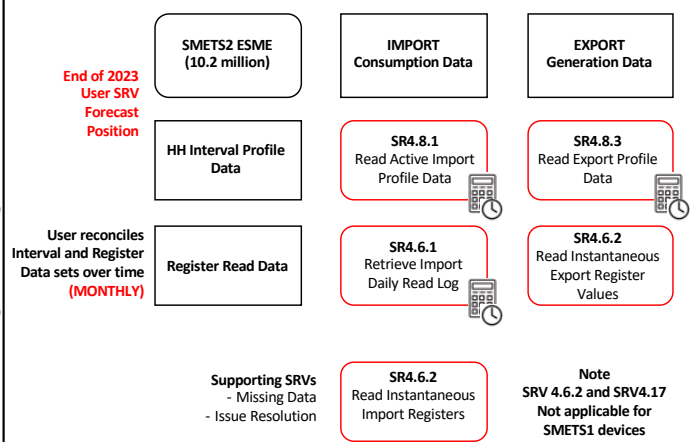 SMETS2 ESME
(10.2 million)
IMPORT
Consumption Data
EXPORT
Generation Data
End of 2023
User SRV
Forecast
Position
HH Interval Profile
Data
SR4.8.1
Read Active Import
Profile Data
SR4.8.3
Read Export Profile
Data
User reconciles
Interval and Register
Data sets over time
(MONTHLY)
Register Read Data
SR4.6.1
Retrieve Import
Daily Read Log
SR4.6.2
Read Instantaneous
Export Register
Values
Supporting SRVs
- Missing Data
- Issue Resolution
SR4.6.2
Read Instantaneous
Import Registers
Note
SRV 4.6.2 and SRV4.17
Not applicable for
SMETS1 devices